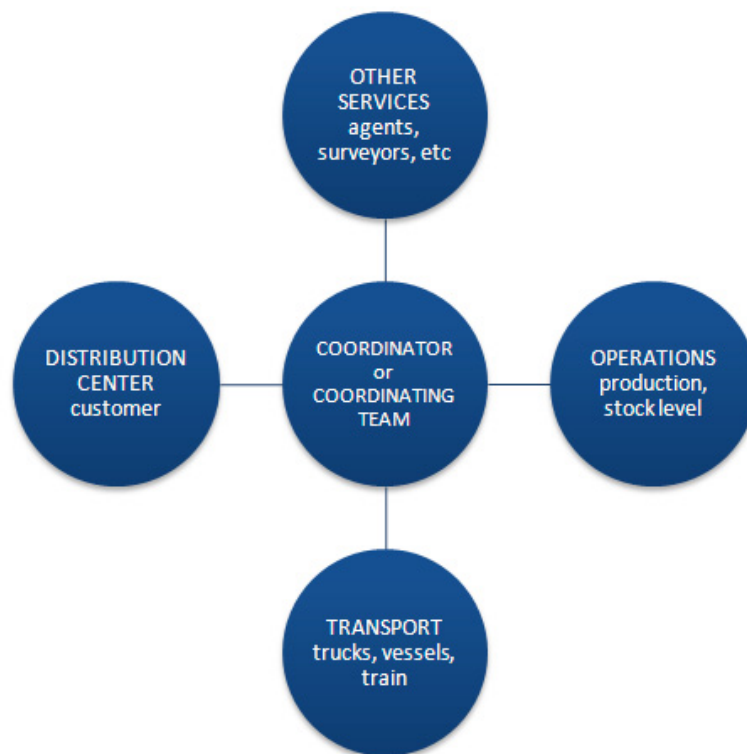 OTHER
SERVICES
agents,
surveyors, etc
DISTRIBUTION
CENTER
customer
COORDINATOR
or
COORDINATING
TEAM
OPERATIONS
production,
stock level
TRANSPORT
trucks, vessels,
train